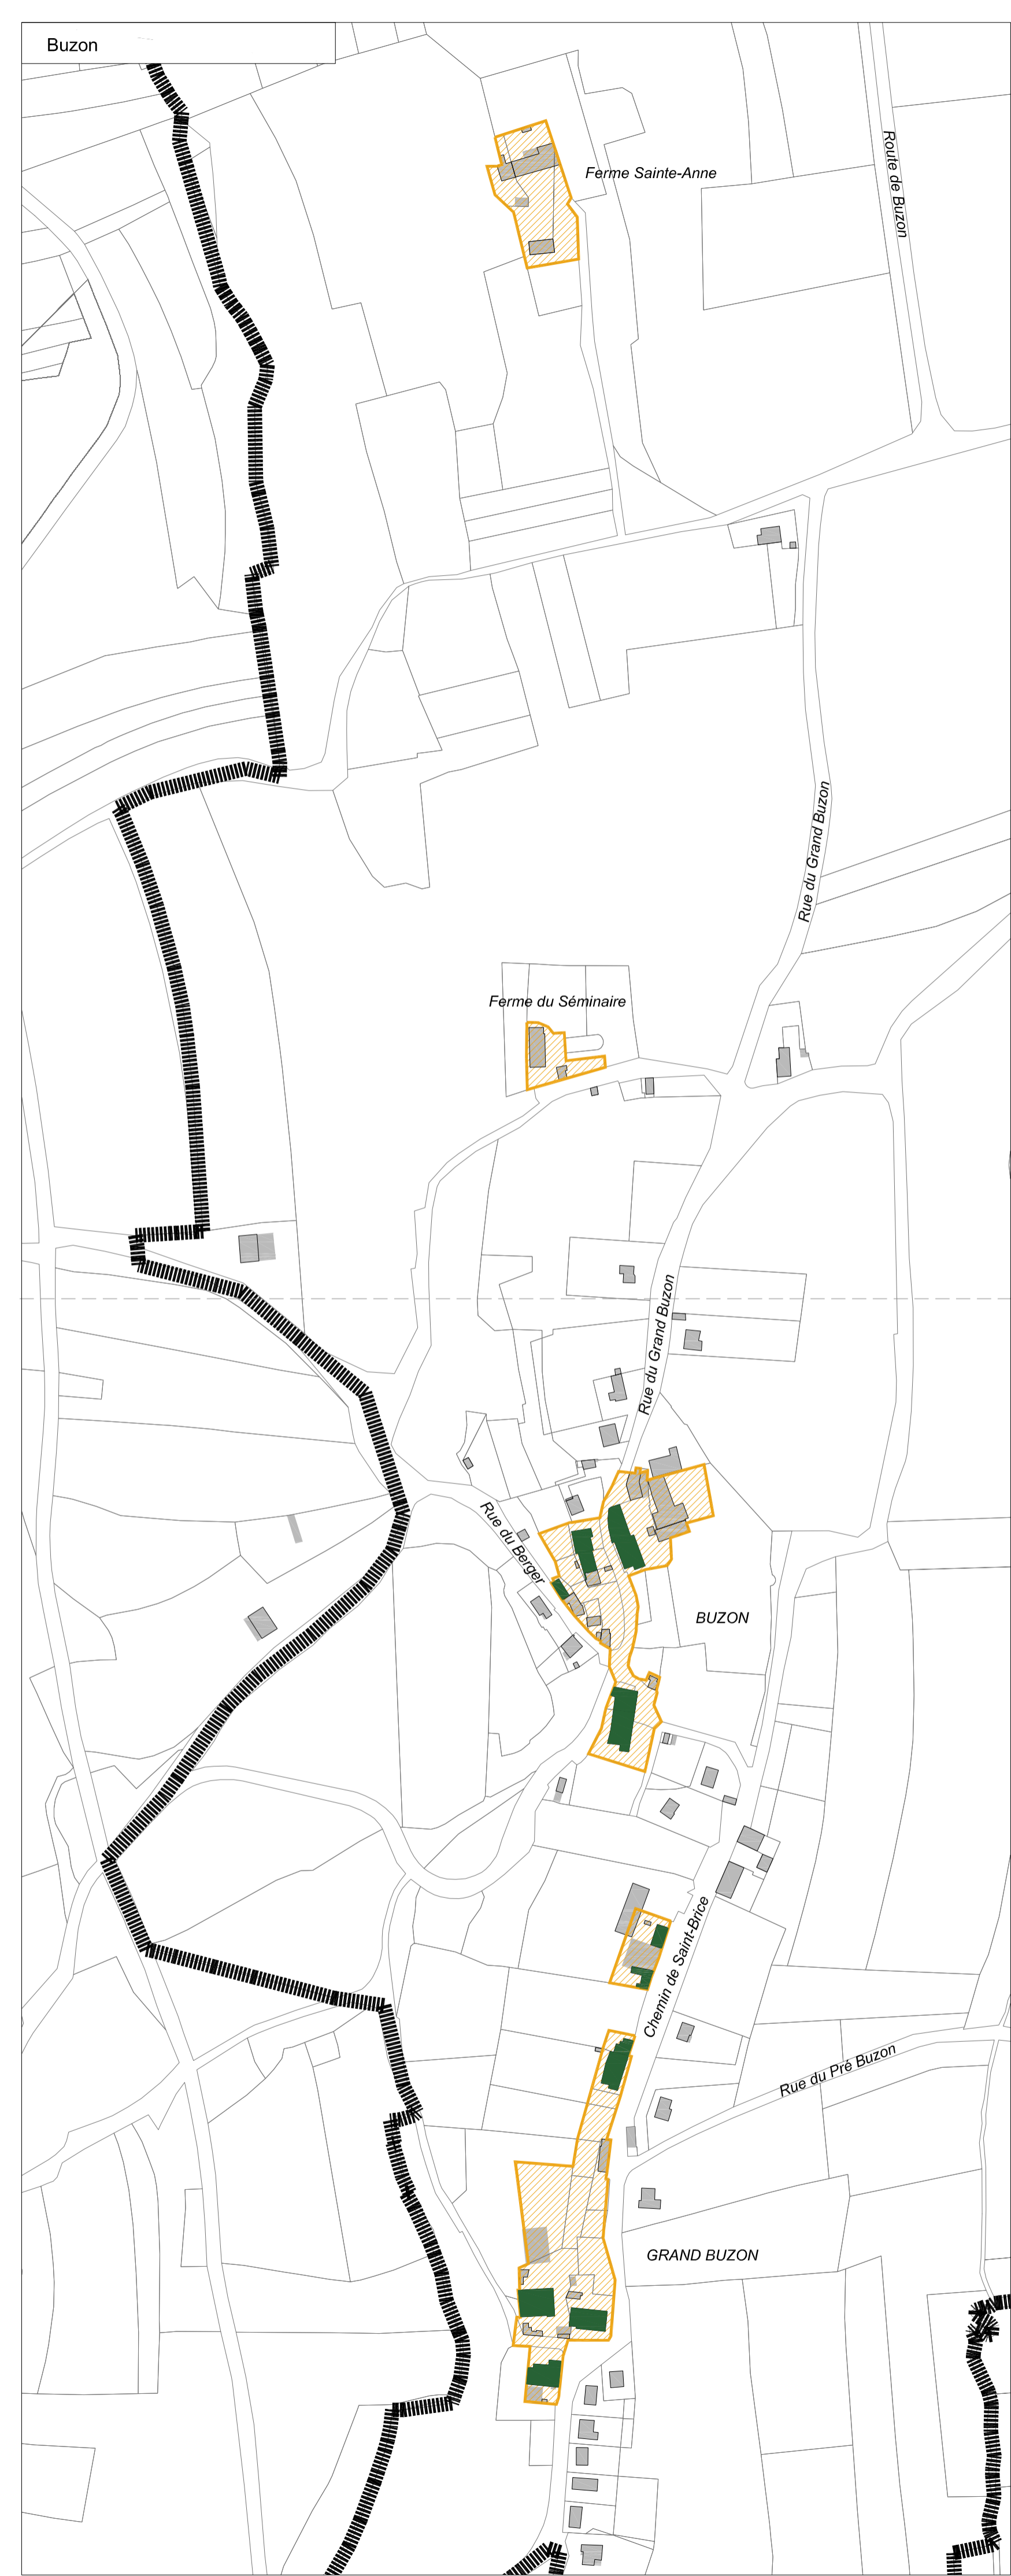 Buzon
Ferme Sainte-Anne
Route de Buzon
Rue du Grand Buzon
Ferme du Séminaire
Rue du Grand Buzon
Rue du Berger
BUZON
Chemin de Saint-Brice
Rue du Pré Buzon
GRAND BUZON